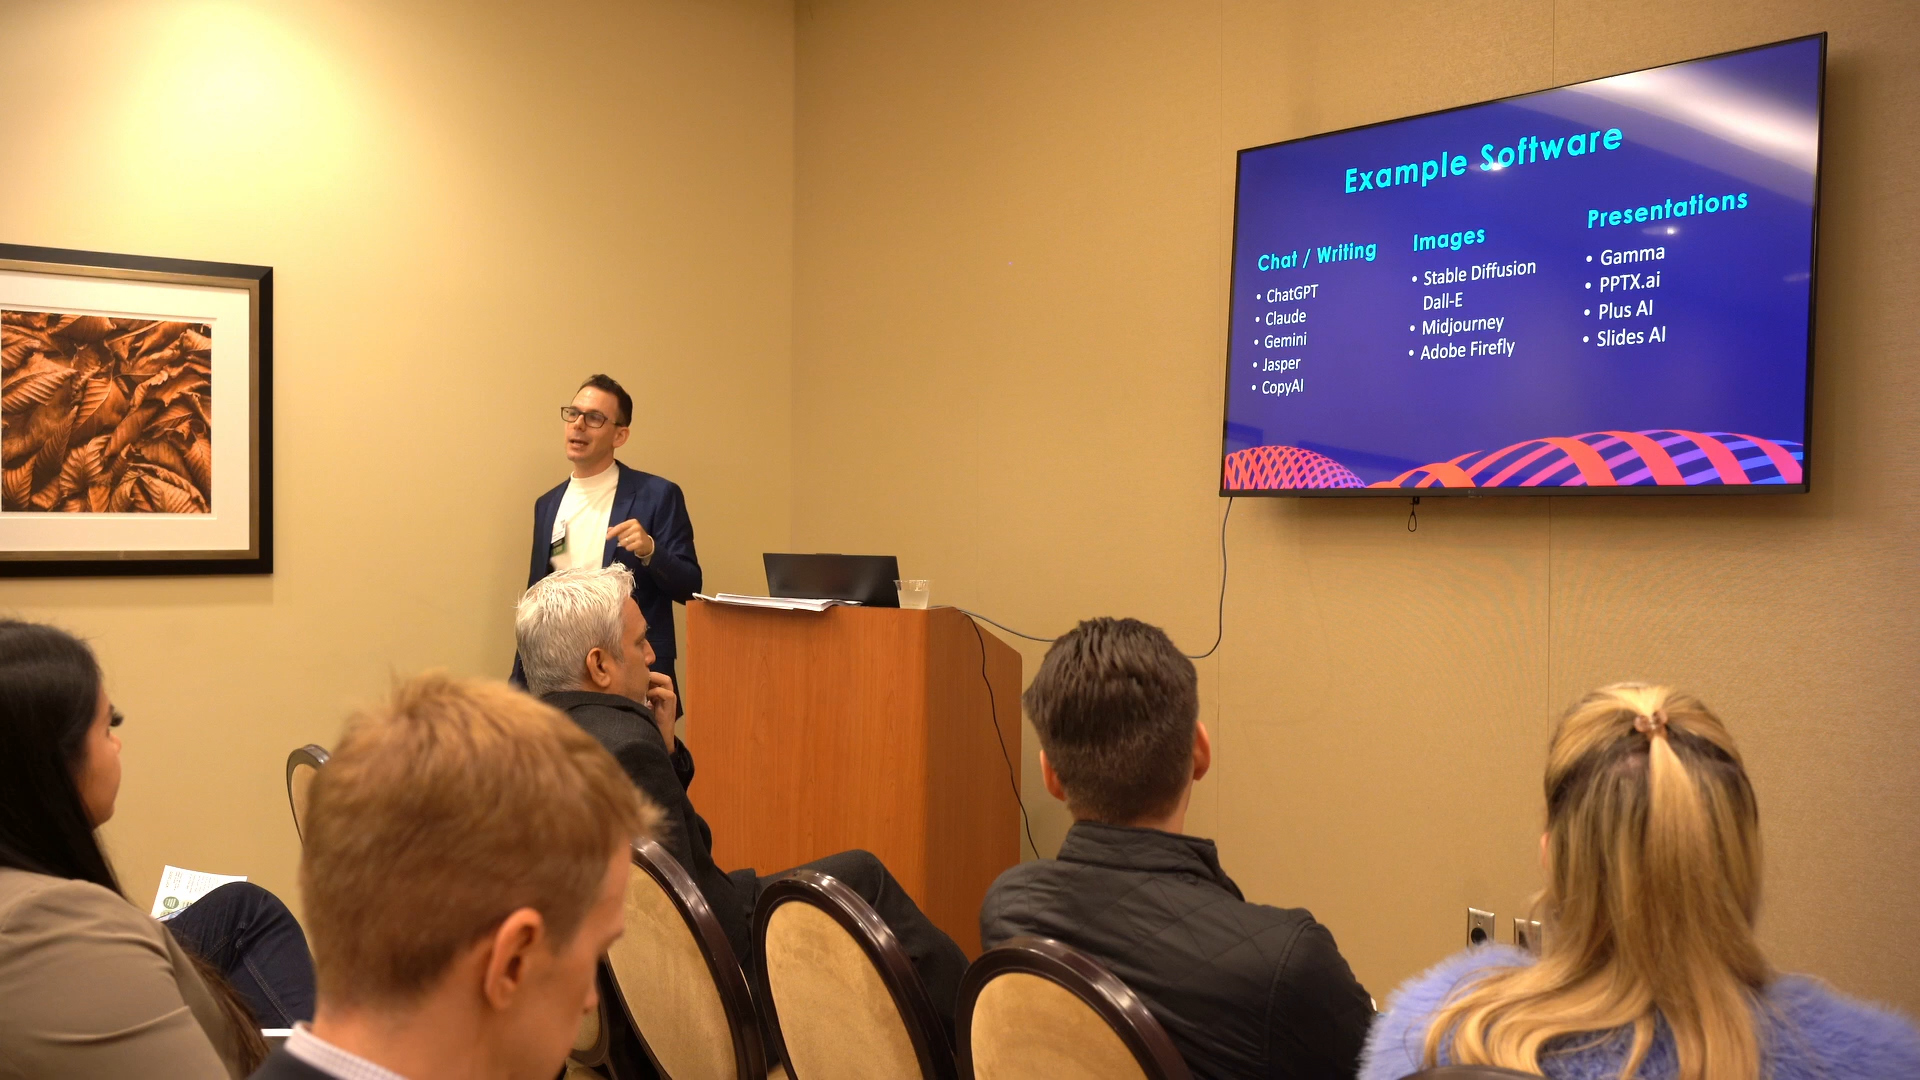 Example Software
Chat / Writing
• ChatGPT
• Claude
• Gemini
• Jasper
• CopyAI
Images
• Stable Diffusion
Dall-E
• Midjourney
• Adobe Firefly
Presentations
• Gamma
• PPTX.ai
• Plus AI
• Slides AI